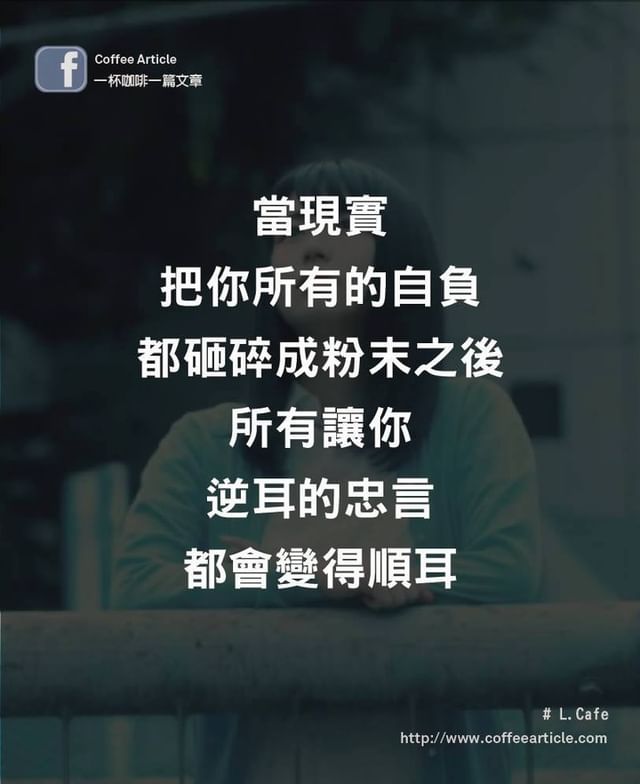 Coffee Article
一杯咖啡一篇文章
當現實
把你所有的自負
都砸碎成粉末之後
所有讓你
逆耳的忠言
都會變得順耳
# L.Cafe
http://www.coffeearticle.com